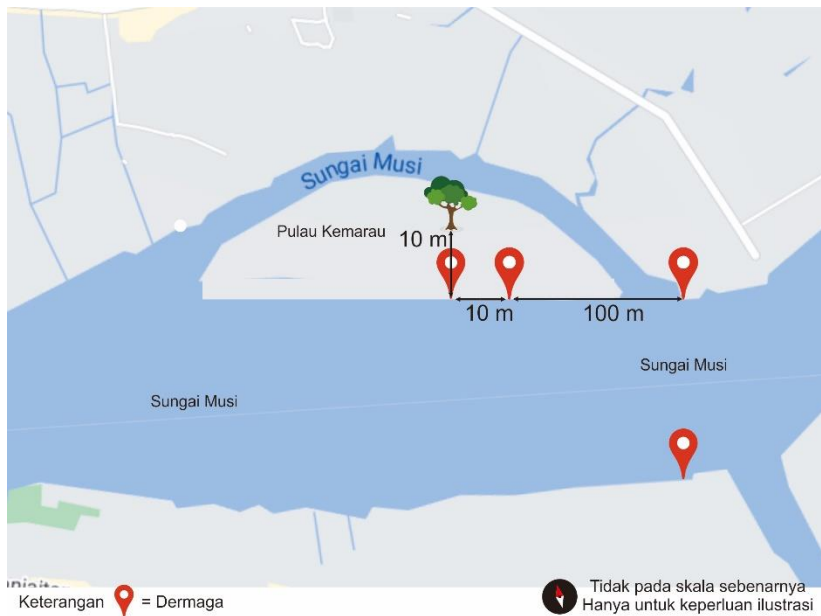 Sungai Musi
Pulau Kemarau
10 m
10 m
100 m
Sungai Musi
Sungai Musi
Keterangan = Dermaga
Tidak pada skala sebenarnya
Hanya untuk keperluan ilustrasi